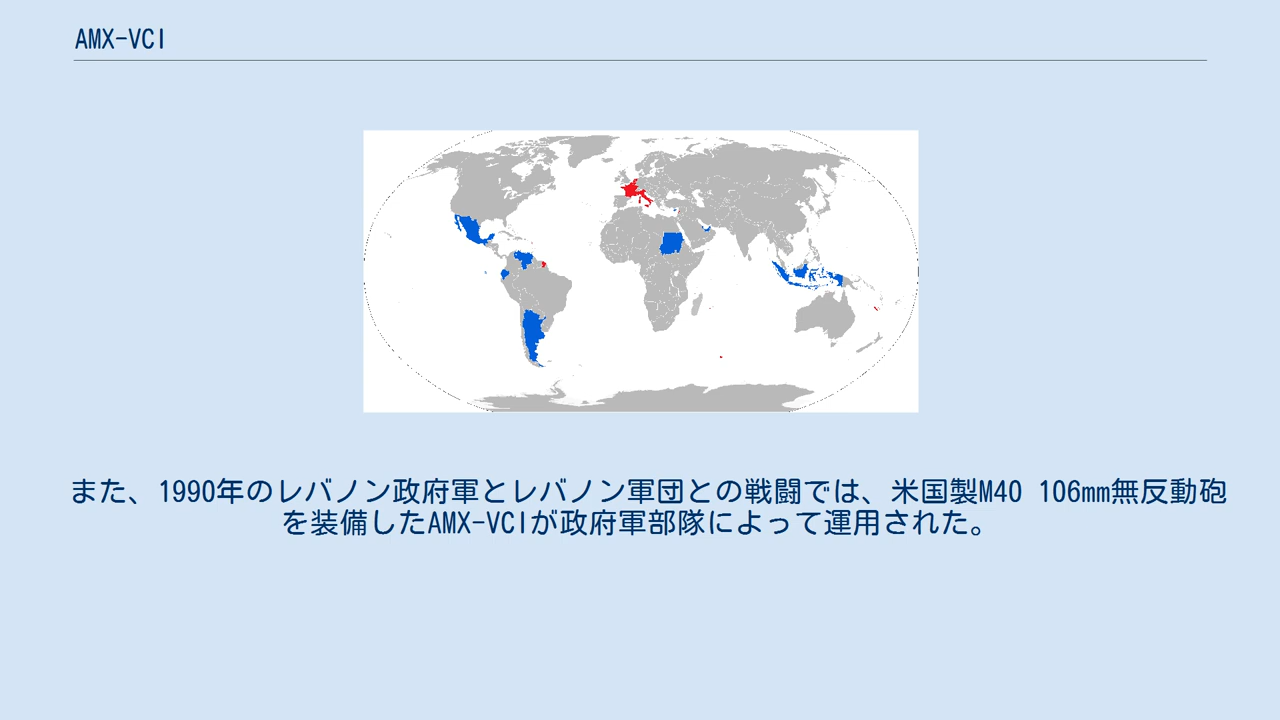 AMX-VCI
また、1990年のレバノン政府軍とレバノン軍団との戦闘では、米国製M40 106mm無反動砲
を装備したAMX-VCIが政府軍部隊によって運用された。